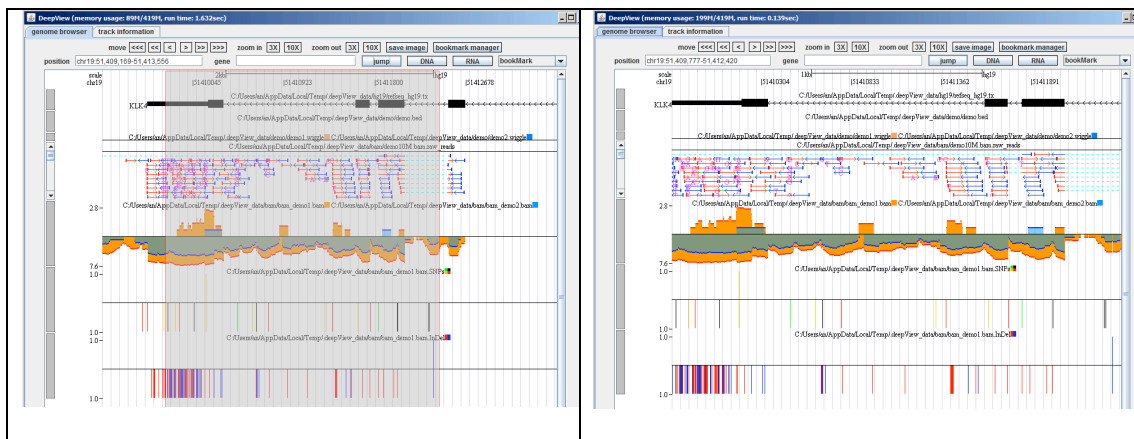 DeepView (memory usage: 89M/419M, run time: 1.632sec)
genome browser track information
move <<< << < > >> >>> zoom in 3X 10X zoom out 3X 10X save image bookmark manager
position chr19:51,409,169-51,413,556 gene jump DNA RNA bookMark
scale 2kb hg19
chr19 |51410045 |51410923 |51411800 |51412678
C:/Users/an/AppData/Local/Temp/.deepView_data/hg19/refseq_hg19.tx
KLK4
C:/Users/an/AppData/Local/Temp/.deepView_data/demo/demo.bed
C:/Users/an/AppData/Local/Temp/.deepView_data/demo/demo1.wiggle C:/Users/an/AppData/Local/Temp/.deepView_data/demo/demo2.wiggle
C:/Users/an/AppData/Local/Temp/.deepView_data/bam/demo10M.bam.raw_reads
2.8- C:/Users/an/AppData/Local/Temp/.deepView_data/bam/bam_demo1.bam C:/Users/an/AppData/Local/Temp/.deepView_data/bam/bam_demo2.bam
7.6-
1.0- C:/Users/an/AppData/Local/Temp/.deepView_data/bam/bam_demo1.bam.SNPs
1.0-
1.0- C:/Users/an/AppData/Local/Temp/.deepView_data/bam/bam_demo1.bam.InDel
1.0-
DeepView (memory usage: 199M/419M, run time: 0.139sec)
genome browser track information
move <<< << < > >> >>> zoom in 3X 10X zoom out 3X 10X save image bookmark manager
position chr19:51,409,777-51,412,420 gene jump DNA RNA bookMark
scale 1kb hg19
chr19 |51410304 |51410833 |51411362 |51411891
C:/Users/an/AppData/Local/Temp/.deepView_data/hg19/refseq_hg19.tx
KLK4
C:/Users/an/AppData/Local/Temp/.deepView_data/demo/demo.bed
C:/Users/an/AppData/Local/Temp/.deepView_data/demo/demo1.wiggle C:/Users/an/AppData/Local/Temp/.deepView_data/demo/demo2.wiggle
C:/Users/an/AppData/Local/Temp/.deepView_data/bam/demo10M.bam.raw_reads
2.8- C:/Users/an/AppData/Local/Temp/.deepView_data/bam/bam_demo1.bam C:/Users/an/AppData/Local/Temp/.deepView_data/bam/bam_demo2.bam
7.6-
1.0- C:/Users/an/AppData/Local/Temp/.deepView_data/bam/bam_demo1.bam.SNPs
1.0-
1.0- C:/Users/an/AppData/Local/Temp/.deepView_data/bam/bam_demo1.bam.InDel
1.0-